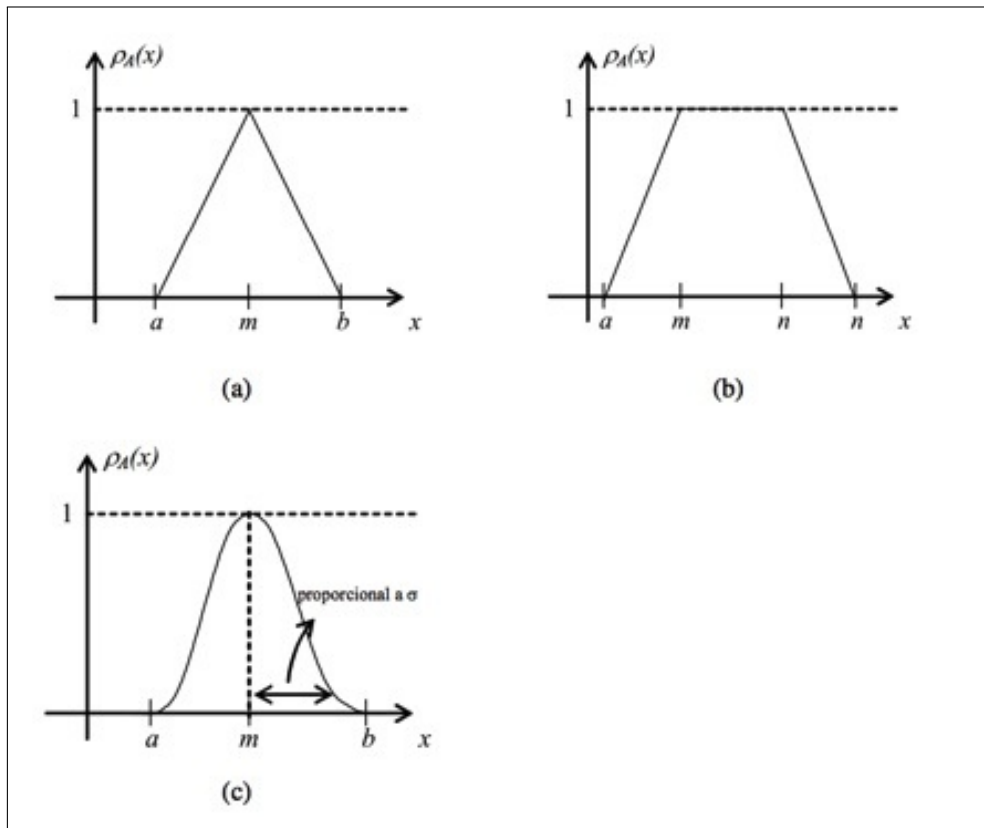 ρA(x)
1
a m b x
(a)
ρA(x)
1
a m n n x
(b)
ρA(x)
1
proporcional a σ
a m b x
(c)